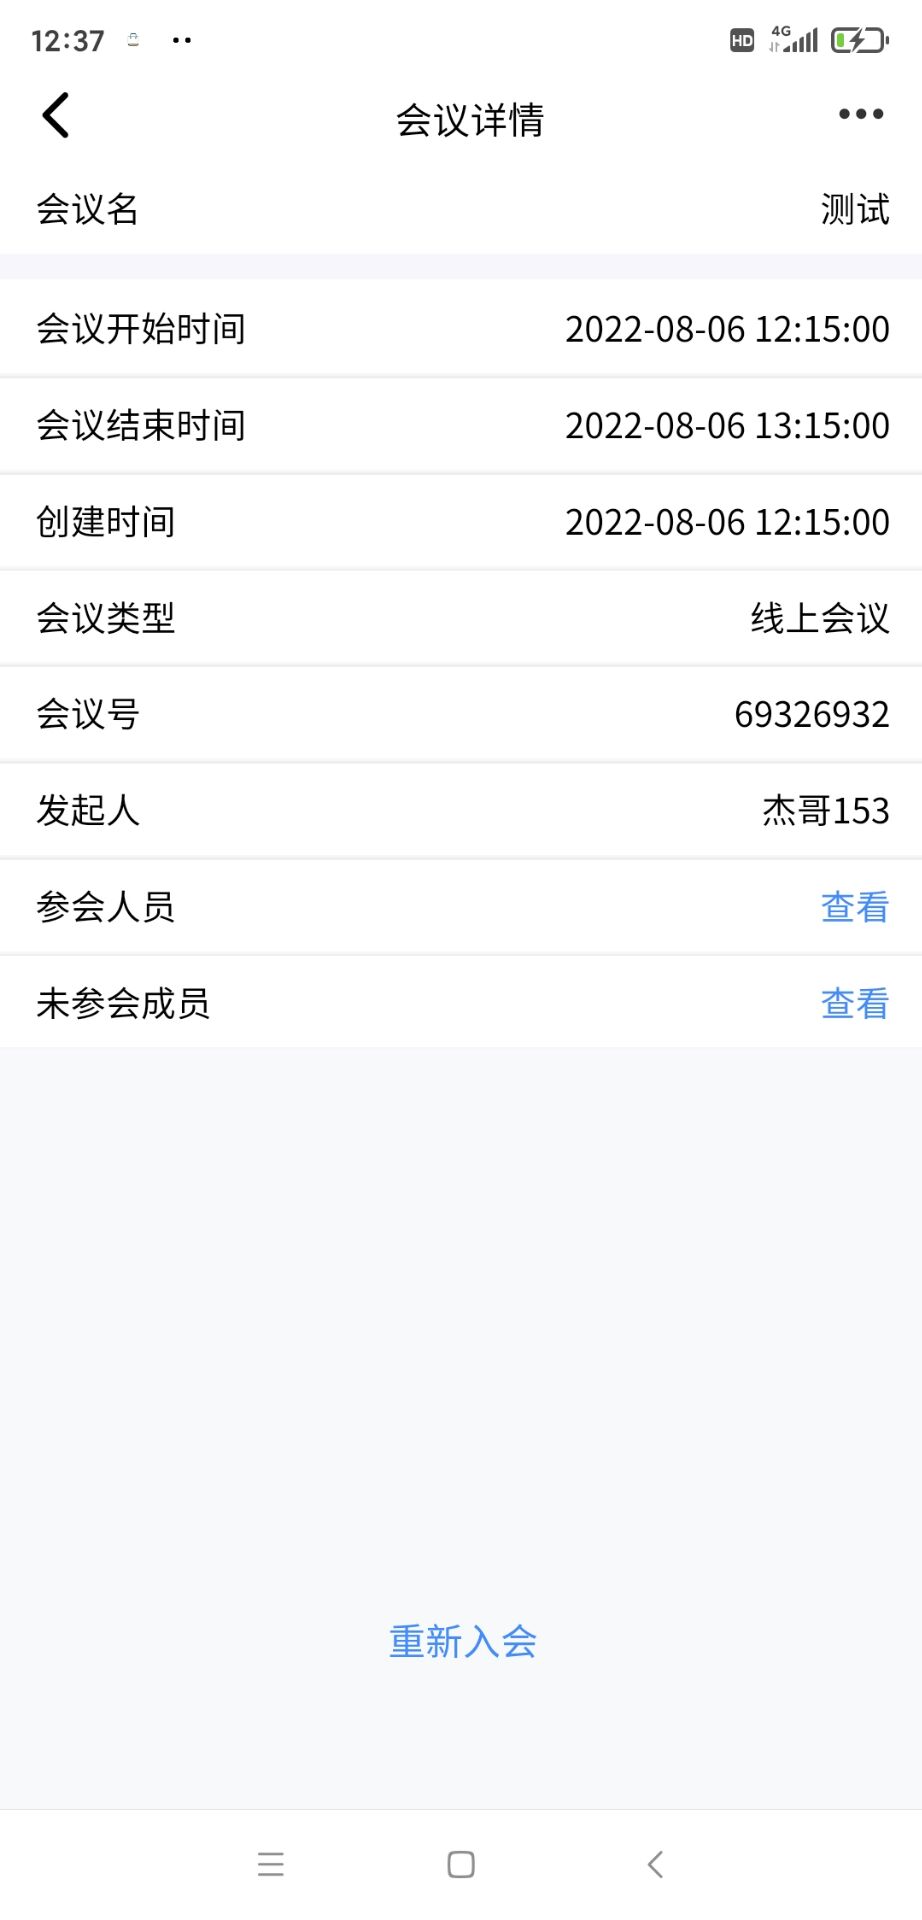 12:37
HD 4G
会议详情
会议名 测试
会议开始时间 2022-08-06 12:15:00
会议结束时间 2022-08-06 13:15:00
创建时间 2022-08-06 12:15:00
会议类型 线上会议
会议号 69326932
发起人 杰哥153
参会人员 查看
未参会成员 查看
重新入会